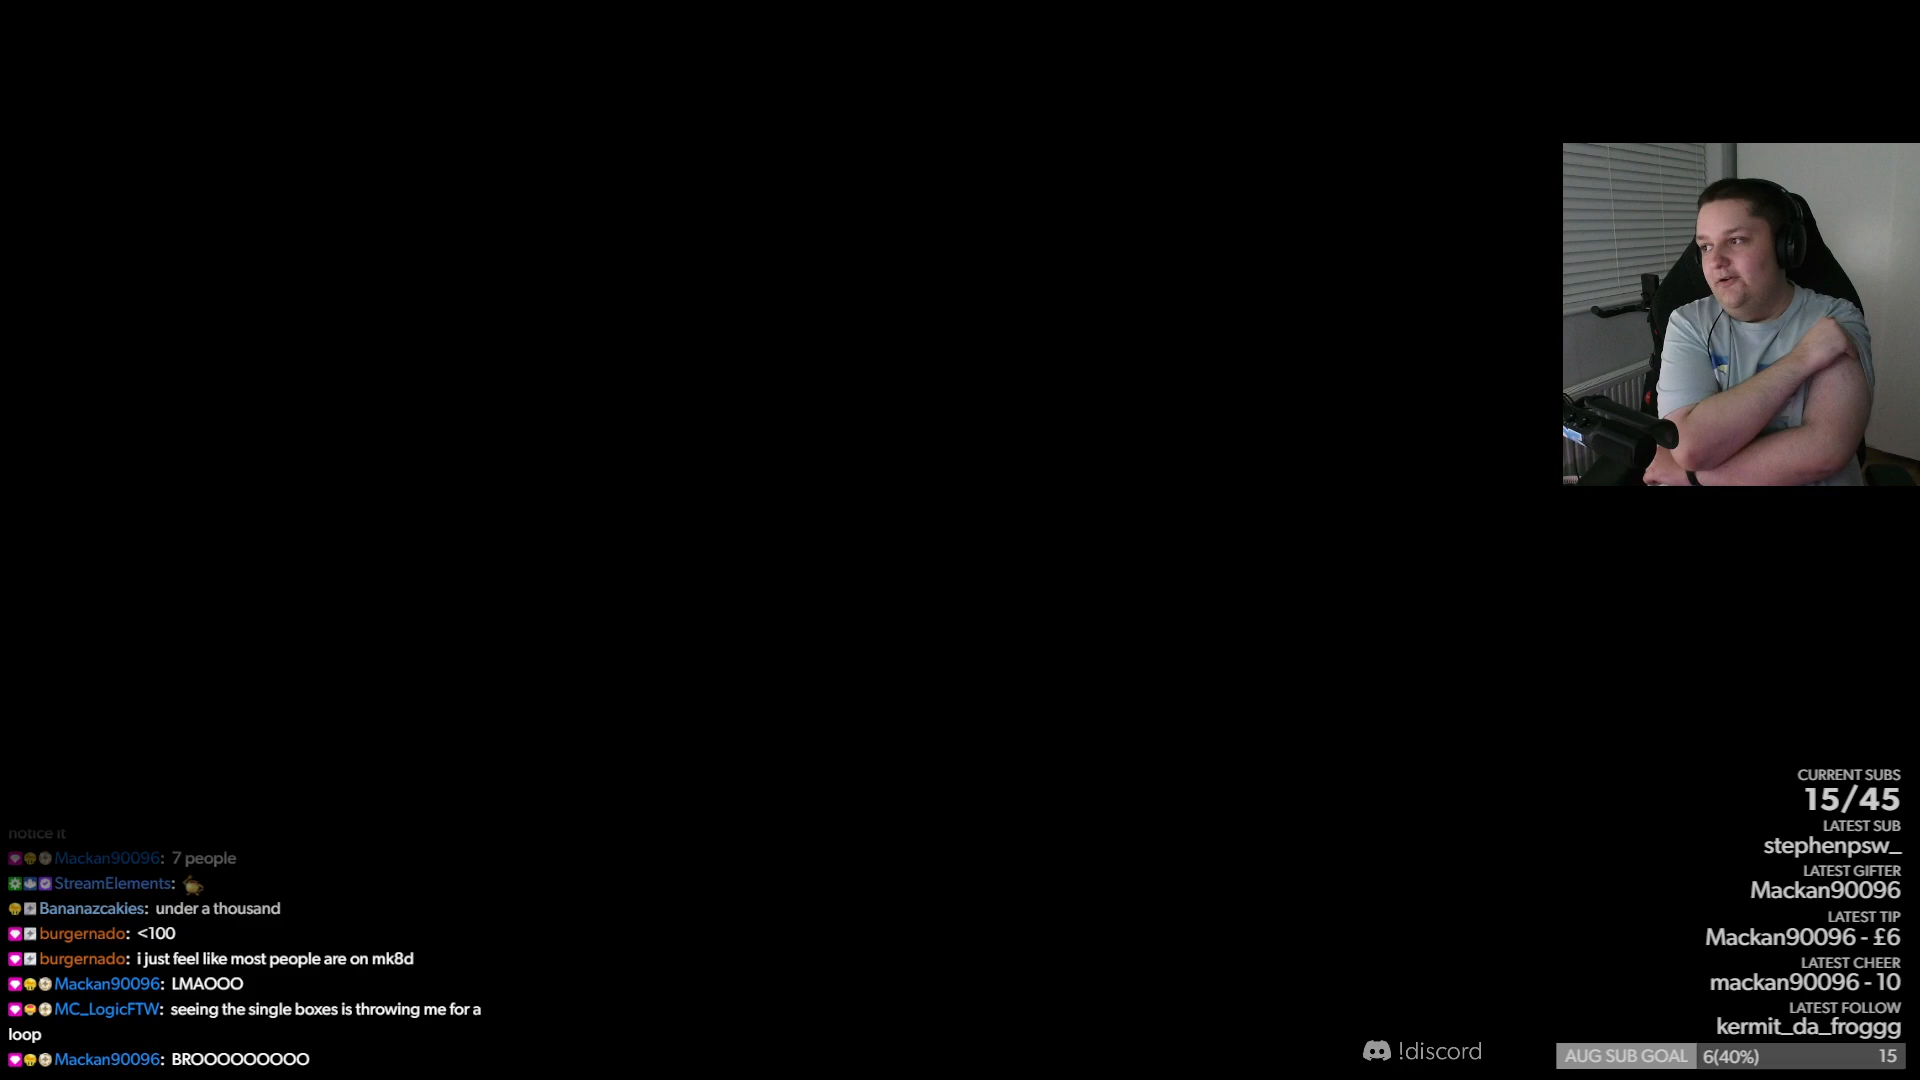 notice it
Mackan90096: 7 people
StreamElements:
Bananazcakies: under a thousand
burgernado: <100
burgernado: i just feel like most people are on mk8d
Mackan90096: LMAOOO
MC_LogicFTW: seeing the single boxes is throwing me for a
loop
Mackan90096: BROOOOOOOOO
!discord
CURRENT SUBS
15/45
LATEST SUB
stephenpsw_
LATEST GIFTER
Mackan90096
LATEST TIP
Mackan90096 - £6
LATEST CHEER
mackan90096 - 10
LATEST FOLLOW
kermit_da_froggg
AUG SUB GOAL 6(40%) 15